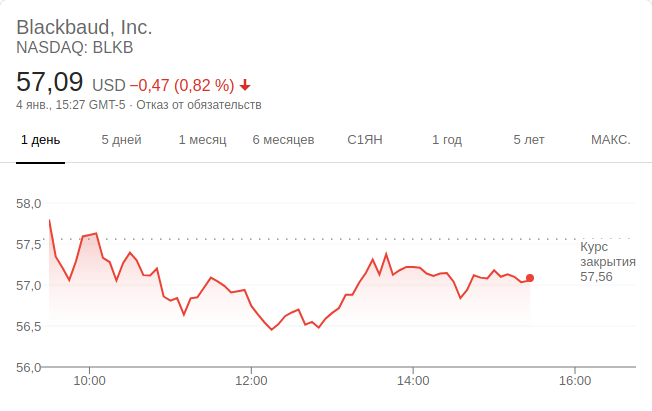 Blackbaud, Inc.
NASDAQ: BLKB
57,09 USD −0,47 (0,82 %)
4 янв., 15:27 GMT-5 · Отказ от обязательств
1 день 5 дней 1 месяц 6 месяцев С1ЯН 1 год 5 лет МАКС.
58,0
57,5
57,0
56,5
56,0
Курс
закрытия
57,56
10:00 12:00 14:00 16:00